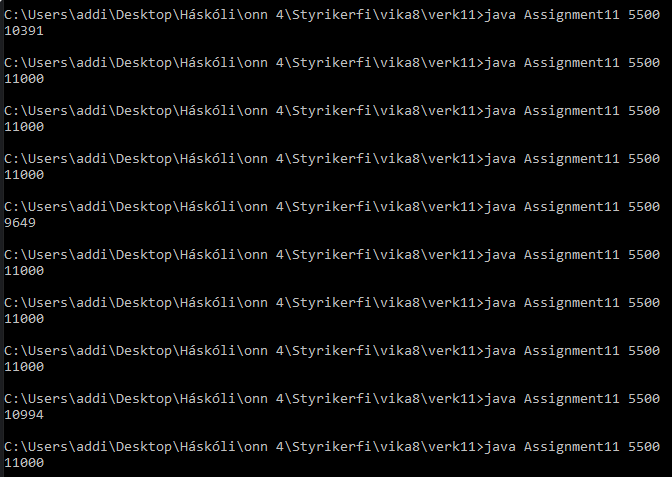 C:\Users\addi\Desktop\Háskóli\onn 4\Styrikerfi\vika8\verk11>java Assignment11 5500
10391
C:\Users\addi\Desktop\Háskóli\onn 4\Styrikerfi\vika8\verk11>java Assignment11 5500
11000
C:\Users\addi\Desktop\Háskóli\onn 4\Styrikerfi\vika8\verk11>java Assignment11 5500
11000
C:\Users\addi\Desktop\Háskóli\onn 4\Styrikerfi\vika8\verk11>java Assignment11 5500
11000
C:\Users\addi\Desktop\Háskóli\onn 4\Styrikerfi\vika8\verk11>java Assignment11 5500
9649
C:\Users\addi\Desktop\Háskóli\onn 4\Styrikerfi\vika8\verk11>java Assignment11 5500
11000
C:\Users\addi\Desktop\Háskóli\onn 4\Styrikerfi\vika8\verk11>java Assignment11 5500
11000
C:\Users\addi\Desktop\Háskóli\onn 4\Styrikerfi\vika8\verk11>java Assignment11 5500
11000
C:\Users\addi\Desktop\Háskóli\onn 4\Styrikerfi\vika8\verk11>java Assignment11 5500
10994
C:\Users\addi\Desktop\Háskóli\onn 4\Styrikerfi\vika8\verk11>java Assignment11 5500
11000